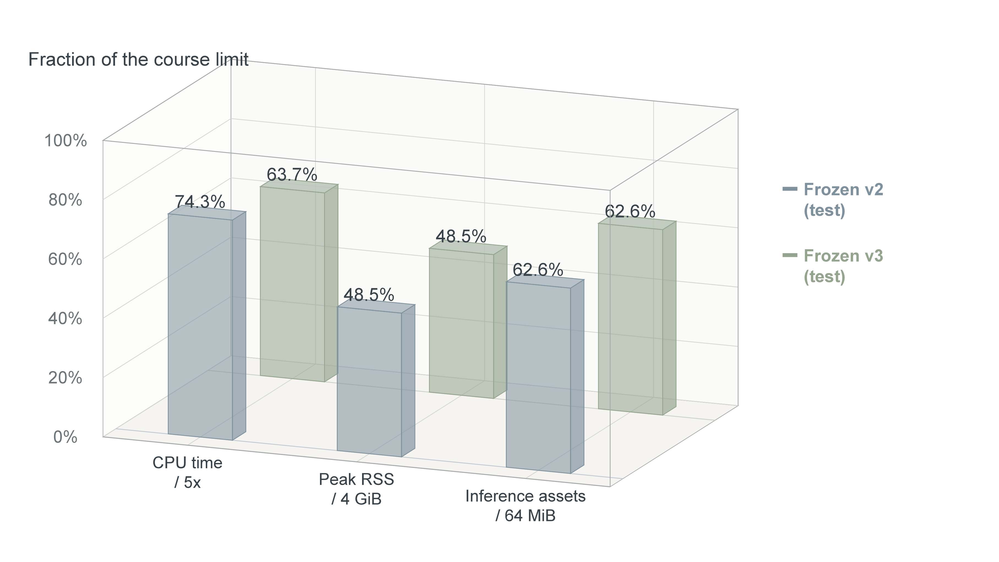 Fraction of the course limit
100%
80%
60%
40%
20%
0%
74.3%
63.7%
48.5%
48.5%
62.6%
62.6%
CPU time
/ 5x
Peak RSS
/ 4 GiB
Inference assets
/ 64 MiB
Frozen v2
(test)
Frozen v3
(test)